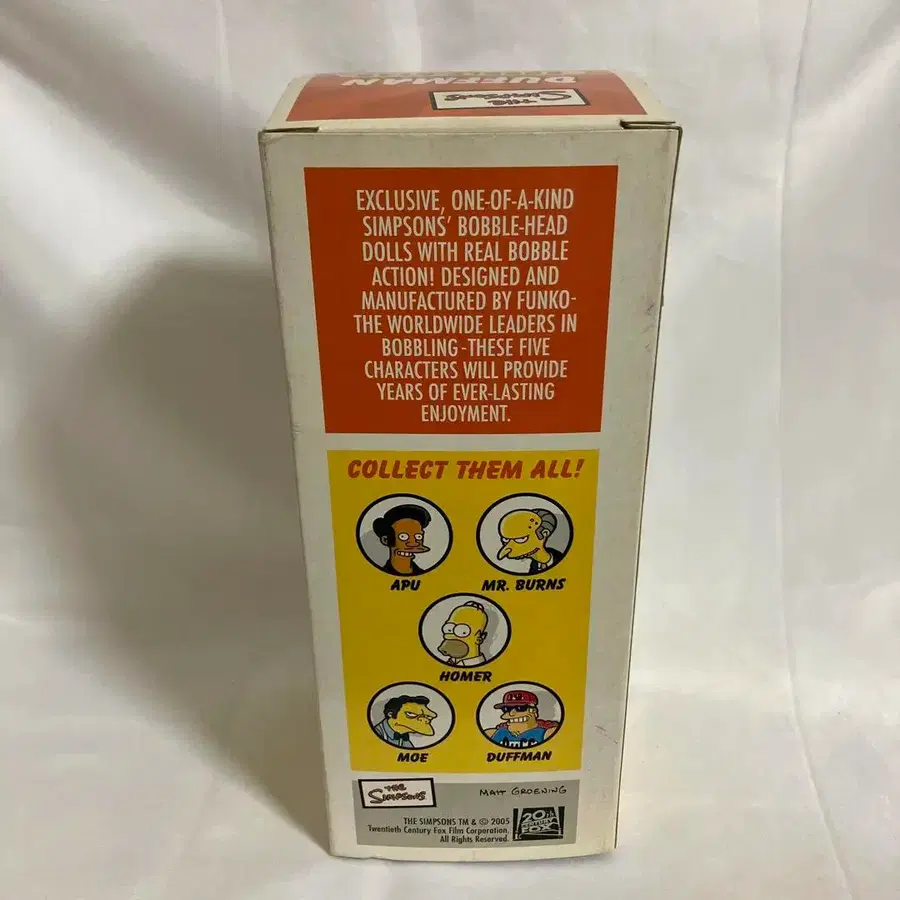 DUFFMAN
THE
SIMPSONS
EXCLUSIVE, ONE-OF-A-KIND
SIMPSONS' BOBBLE-HEAD
DOLLS WITH REAL BOBBLE
ACTION! DESIGNED AND
MANUFACTURED BY FUNKO-
THE WORLDWIDE LEADERS IN
BOBBLING-THESE FIVE
CHARACTERS WILL PROVIDE
YEARS OF EVER-LASTING
ENJOYMENT.
COLLECT THEM ALL!
APU
MR. BURNS
HOMER
MOE
DUFFMAN
THE
SIMPSONS
MATT GROENING
THE SIMPSONS TM & © 2005
Twentieth Century Fox Film Corporation.
All Rights Reserved.
20th
CENTURY
FOX